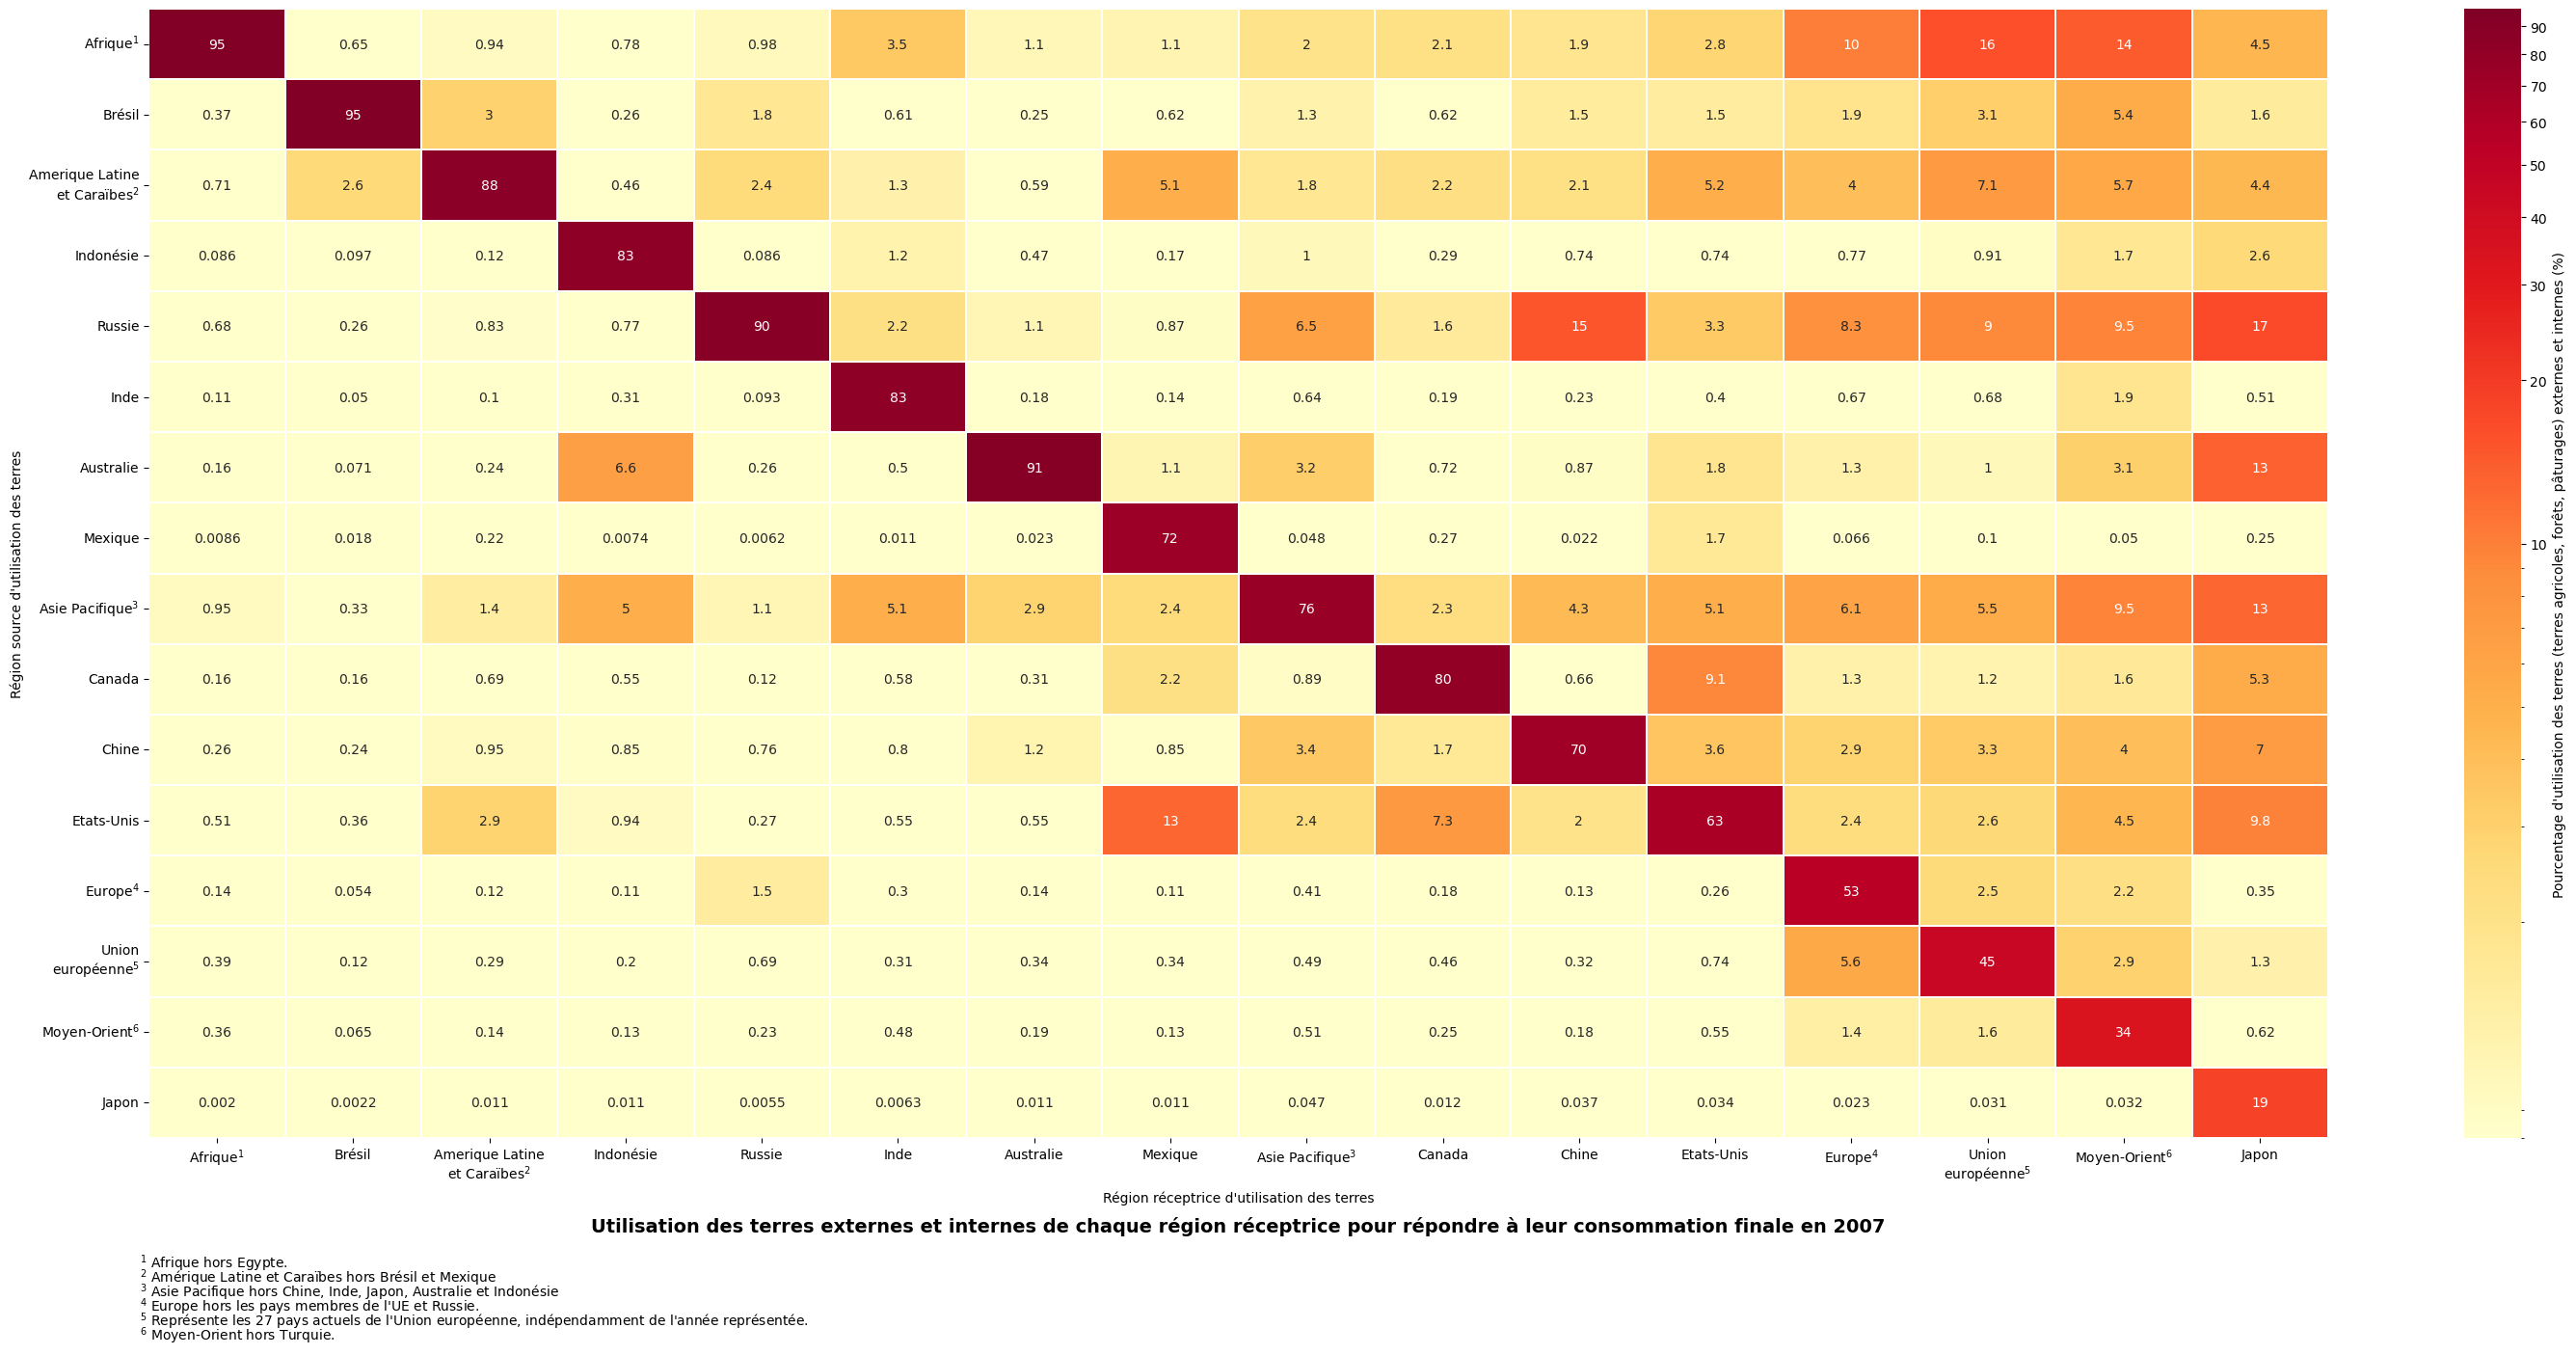 Afrique¹ 95 0.65 0.94 0.78 0.98 3.5 1.1 1.1 2 2.1 1.9 2.8 10 16 14 4.5
Brésil 0.37 95 3 0.26 1.8 0.61 0.25 0.62 1.3 0.62 1.5 1.5 1.9 3.1 5.4 1.6
Amerique Latine
et Caraïbes² 0.71 2.6 88 0.46 2.4 1.3 0.59 5.1 1.8 2.2 2.1 5.2 4 7.1 5.7 4.4
Indonésie 0.086 0.097 0.12 83 0.086 1.2 0.47 0.17 1 0.29 0.74 0.74 0.77 0.91 1.7 2.6
Russie 0.68 0.26 0.83 0.77 90 2.2 1.1 0.87 6.5 1.6 15 3.3 8.3 9 9.5 17
Inde 0.11 0.05 0.1 0.31 0.093 83 0.18 0.14 0.64 0.19 0.23 0.4 0.67 0.68 1.9 0.51
Australie 0.16 0.071 0.24 6.6 0.26 0.5 91 1.1 3.2 0.72 0.87 1.8 1.3 1 3.1 13
Mexique 0.0086 0.018 0.22 0.0074 0.0062 0.011 0.023 72 0.048 0.27 0.022 1.7 0.066 0.1 0.05 0.25
Asie Pacifique³ 0.95 0.33 1.4 5 1.1 5.1 2.9 2.4 76 2.3 4.3 5.1 6.1 5.5 9.5 13
Canada 0.16 0.16 0.69 0.55 0.12 0.58 0.31 2.2 0.89 80 0.66 9.1 1.3 1.2 1.6 5.3
Chine 0.26 0.24 0.95 0.85 0.76 0.8 1.2 0.85 3.4 1.7 70 3.6 2.9 3.3 4 7
Etats-Unis 0.51 0.36 2.9 0.94 0.27 0.55 0.55 13 2.4 7.3 2 63 2.4 2.6 4.5 9.8
Europe⁴ 0.14 0.054 0.12 0.11 1.5 0.3 0.14 0.11 0.41 0.18 0.13 0.26 53 2.5 2.2 0.35
Union
européenne⁵ 0.39 0.12 0.29 0.2 0.69 0.31 0.34 0.34 0.49 0.46 0.32 0.74 5.6 45 2.9 1.3
Moyen-Orient⁶ 0.36 0.065 0.14 0.13 0.23 0.48 0.19 0.13 0.51 0.25 0.18 0.55 1.4 1.6 34 0.62
Japon 0.002 0.0022 0.011 0.011 0.0055 0.0063 0.011 0.011 0.047 0.012 0.037 0.034 0.023 0.031 0.032 19
Afrique¹ Brésil Amerique Latine Indonésie Russie Inde Australie Mexique Asie Pacifique³ Canada Chine Etats-Unis Europe⁴ Union Moyen-Orient⁶ Japon
et Caraïbes² européenne⁵
Région source d'utilisation des terres
Région réceptrice d'utilisation des terres
90
80
70
60
50
40
30
20
10
Pourcentage d'utilisation des terres (terres agricoles, forêts, pâturages) externes et internes (%)
Utilisation des terres externes et internes de chaque région réceptrice pour répondre à leur consommation finale en 2007
¹ Afrique hors Egypte.
² Amérique Latine et Caraïbes hors Brésil et Mexique
³ Asie Pacifique hors Chine, Inde, Japon, Australie et Indonésie
⁴ Europe hors les pays membres de l'UE et Russie.
⁵ Représente les 27 pays actuels de l'Union européenne, indépendamment de l'année représentée.
⁶ Moyen-Orient hors Turquie.